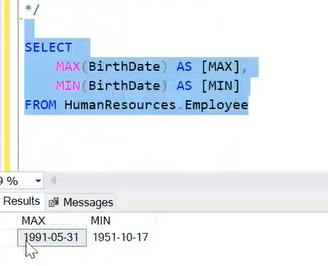 */
SELECT
MAX(BirthDate) AS [MAX],
MIN(BirthDate) AS [MIN]
FROM HumanResources.Employee
9 %
Results Messages
MAX MIN
1991-05-31 1951-10-17